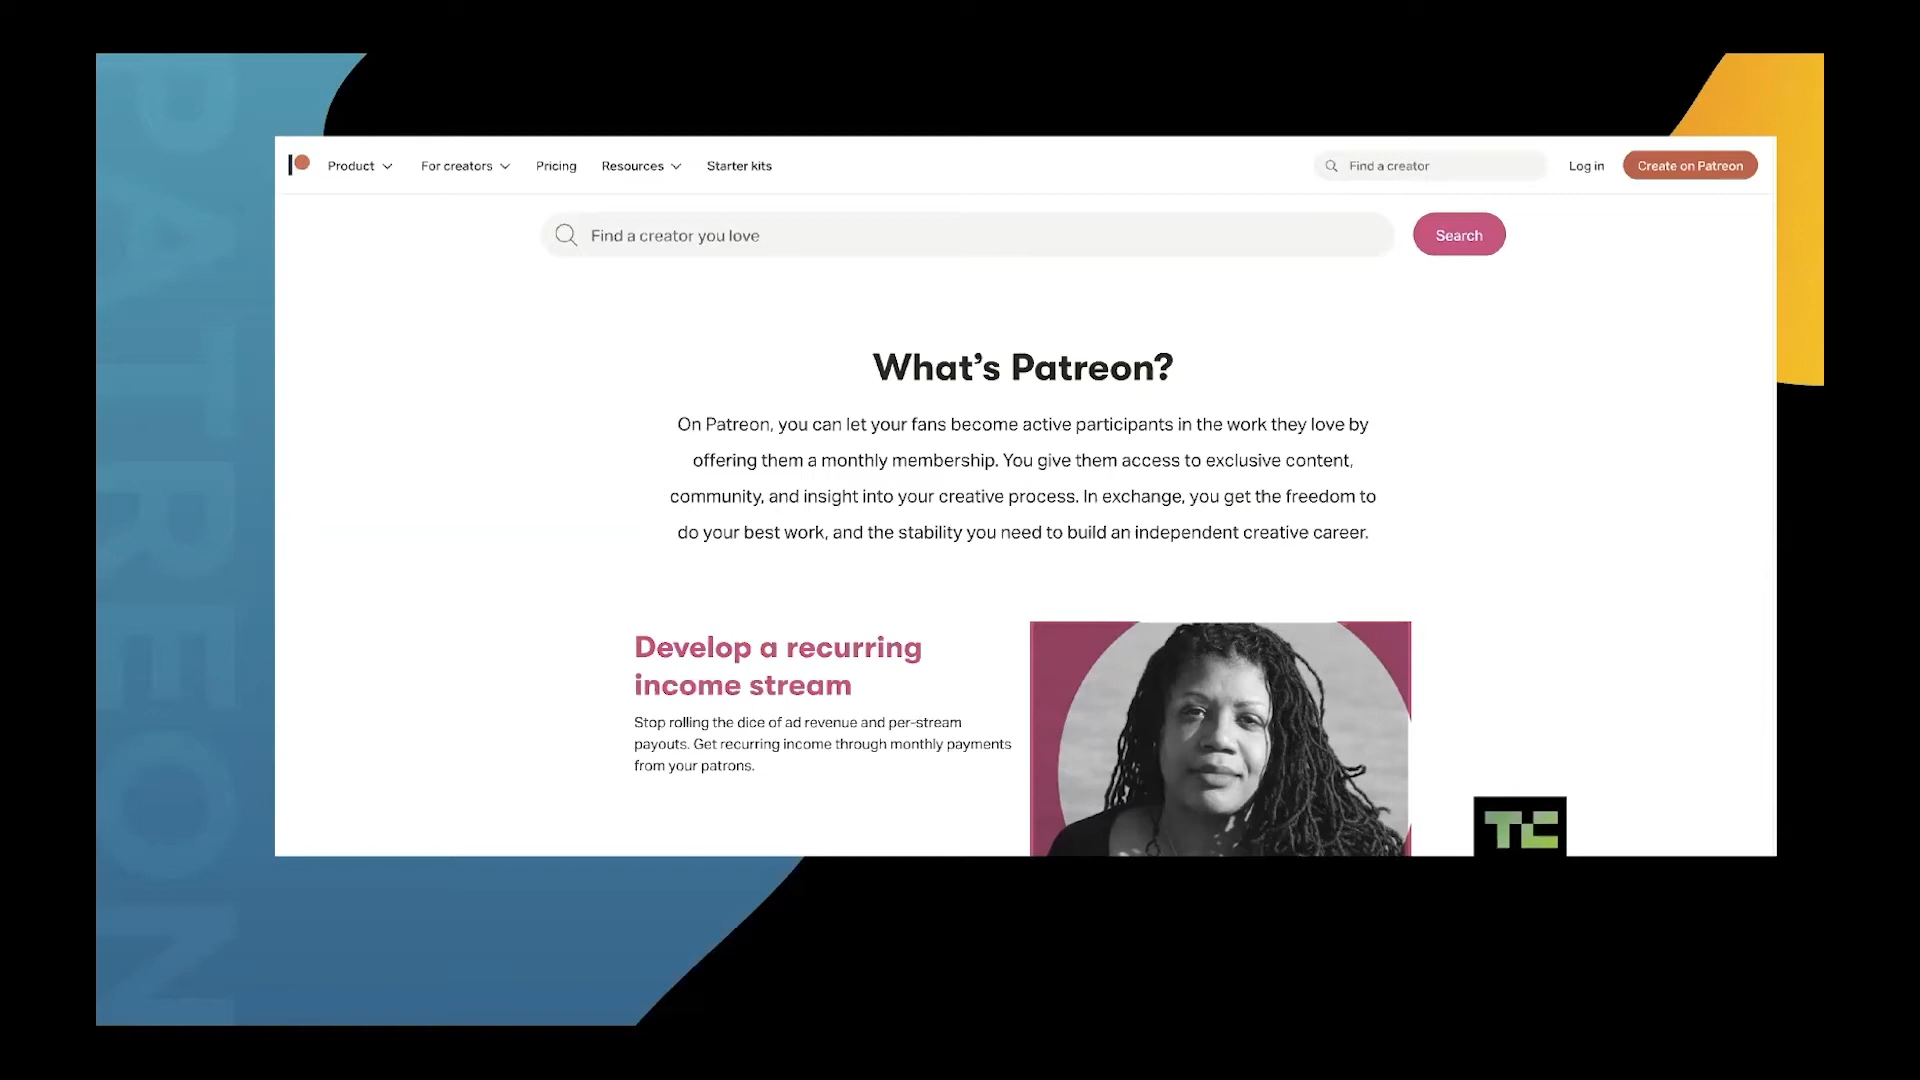 PATREON
Product
For creators
Pricing
Resources
Starter kits
Find a creator
Log in
Create on Patreon
Find a creator you love
Search
What's Patreon?
On Patreon, you can let your fans become active participants in the work they love by
offering them a monthly membership. You give them access to exclusive content,
community, and insight into your creative process. In exchange, you get the freedom to
do your best work, and the stability you need to build an independent creative career.
Develop a recurring
income stream
Stop rolling the dice of ad revenue and per-stream
payouts. Get recurring income through monthly payments
from your patrons.
TC